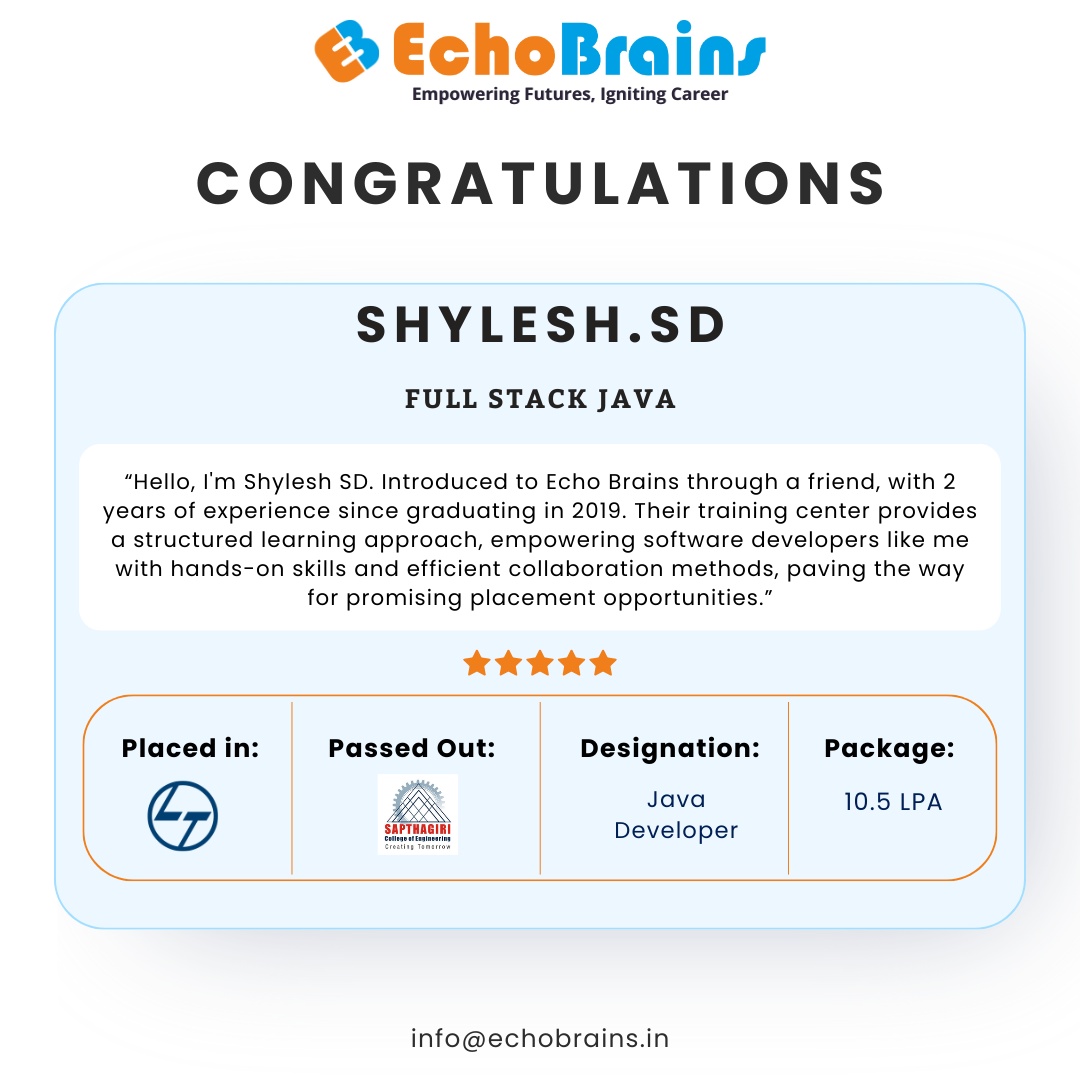 EchoBrains
Empowering Futures, Igniting Career
CONGRATULATIONS
SHYLESH.SD
FULL STACK JAVA
“Hello, I'm Shylesh SD. Introduced to Echo Brains through a friend, with 2
years of experience since graduating in 2019. Their training center provides
a structured learning approach, empowering software developers like me
with hands-on skills and efficient collaboration methods, paving the way
for promising placement opportunities.”
Placed in:
LT
Passed Out:
SAPTHAGIRI
College of Engineering
Creating Tomorrow
Designation:
Java
Developer
Package:
10.5 LPA
info@echobrains.in